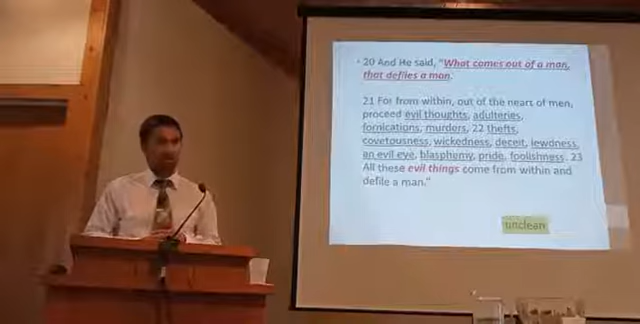 20 And He said, "What comes out of a man,
that defiles a man.
21 For from within, out of the heart of men,
proceed evil thoughts, adulteries,
fornications, murders, 22 thefts,
covetousness, wickedness, deceit, lewdness,
an evil eye, blasphemy, pride, foolishness. 23
All these evil things come from within and
defile a man."
unclean